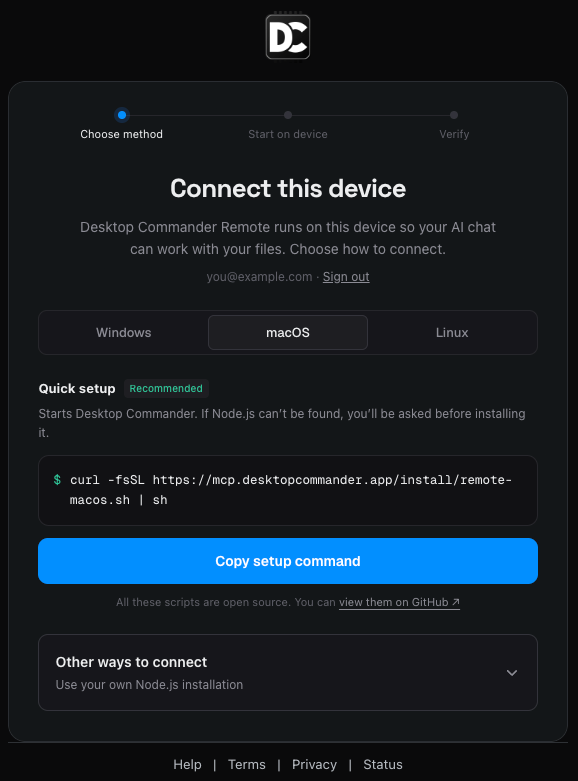 DC
Choose method
Start on device
Verify
Connect this device
Desktop Commander Remote runs on this device so your AI chat
can work with your files. Choose how to connect.
you@example.com · Sign out
Windows
macOS
Linux
Quick setup Recommended
Starts Desktop Commander. If Node.js can’t be found, you’ll be asked before installing
it.
$ curl -fsSL https://mcp.desktopcommander.app/install/remote-
macos.sh | sh
Copy setup command
All these scripts are open source. You can view them on GitHub ↗
Other ways to connect
Use your own Node.js installation
Help | Terms | Privacy | Status